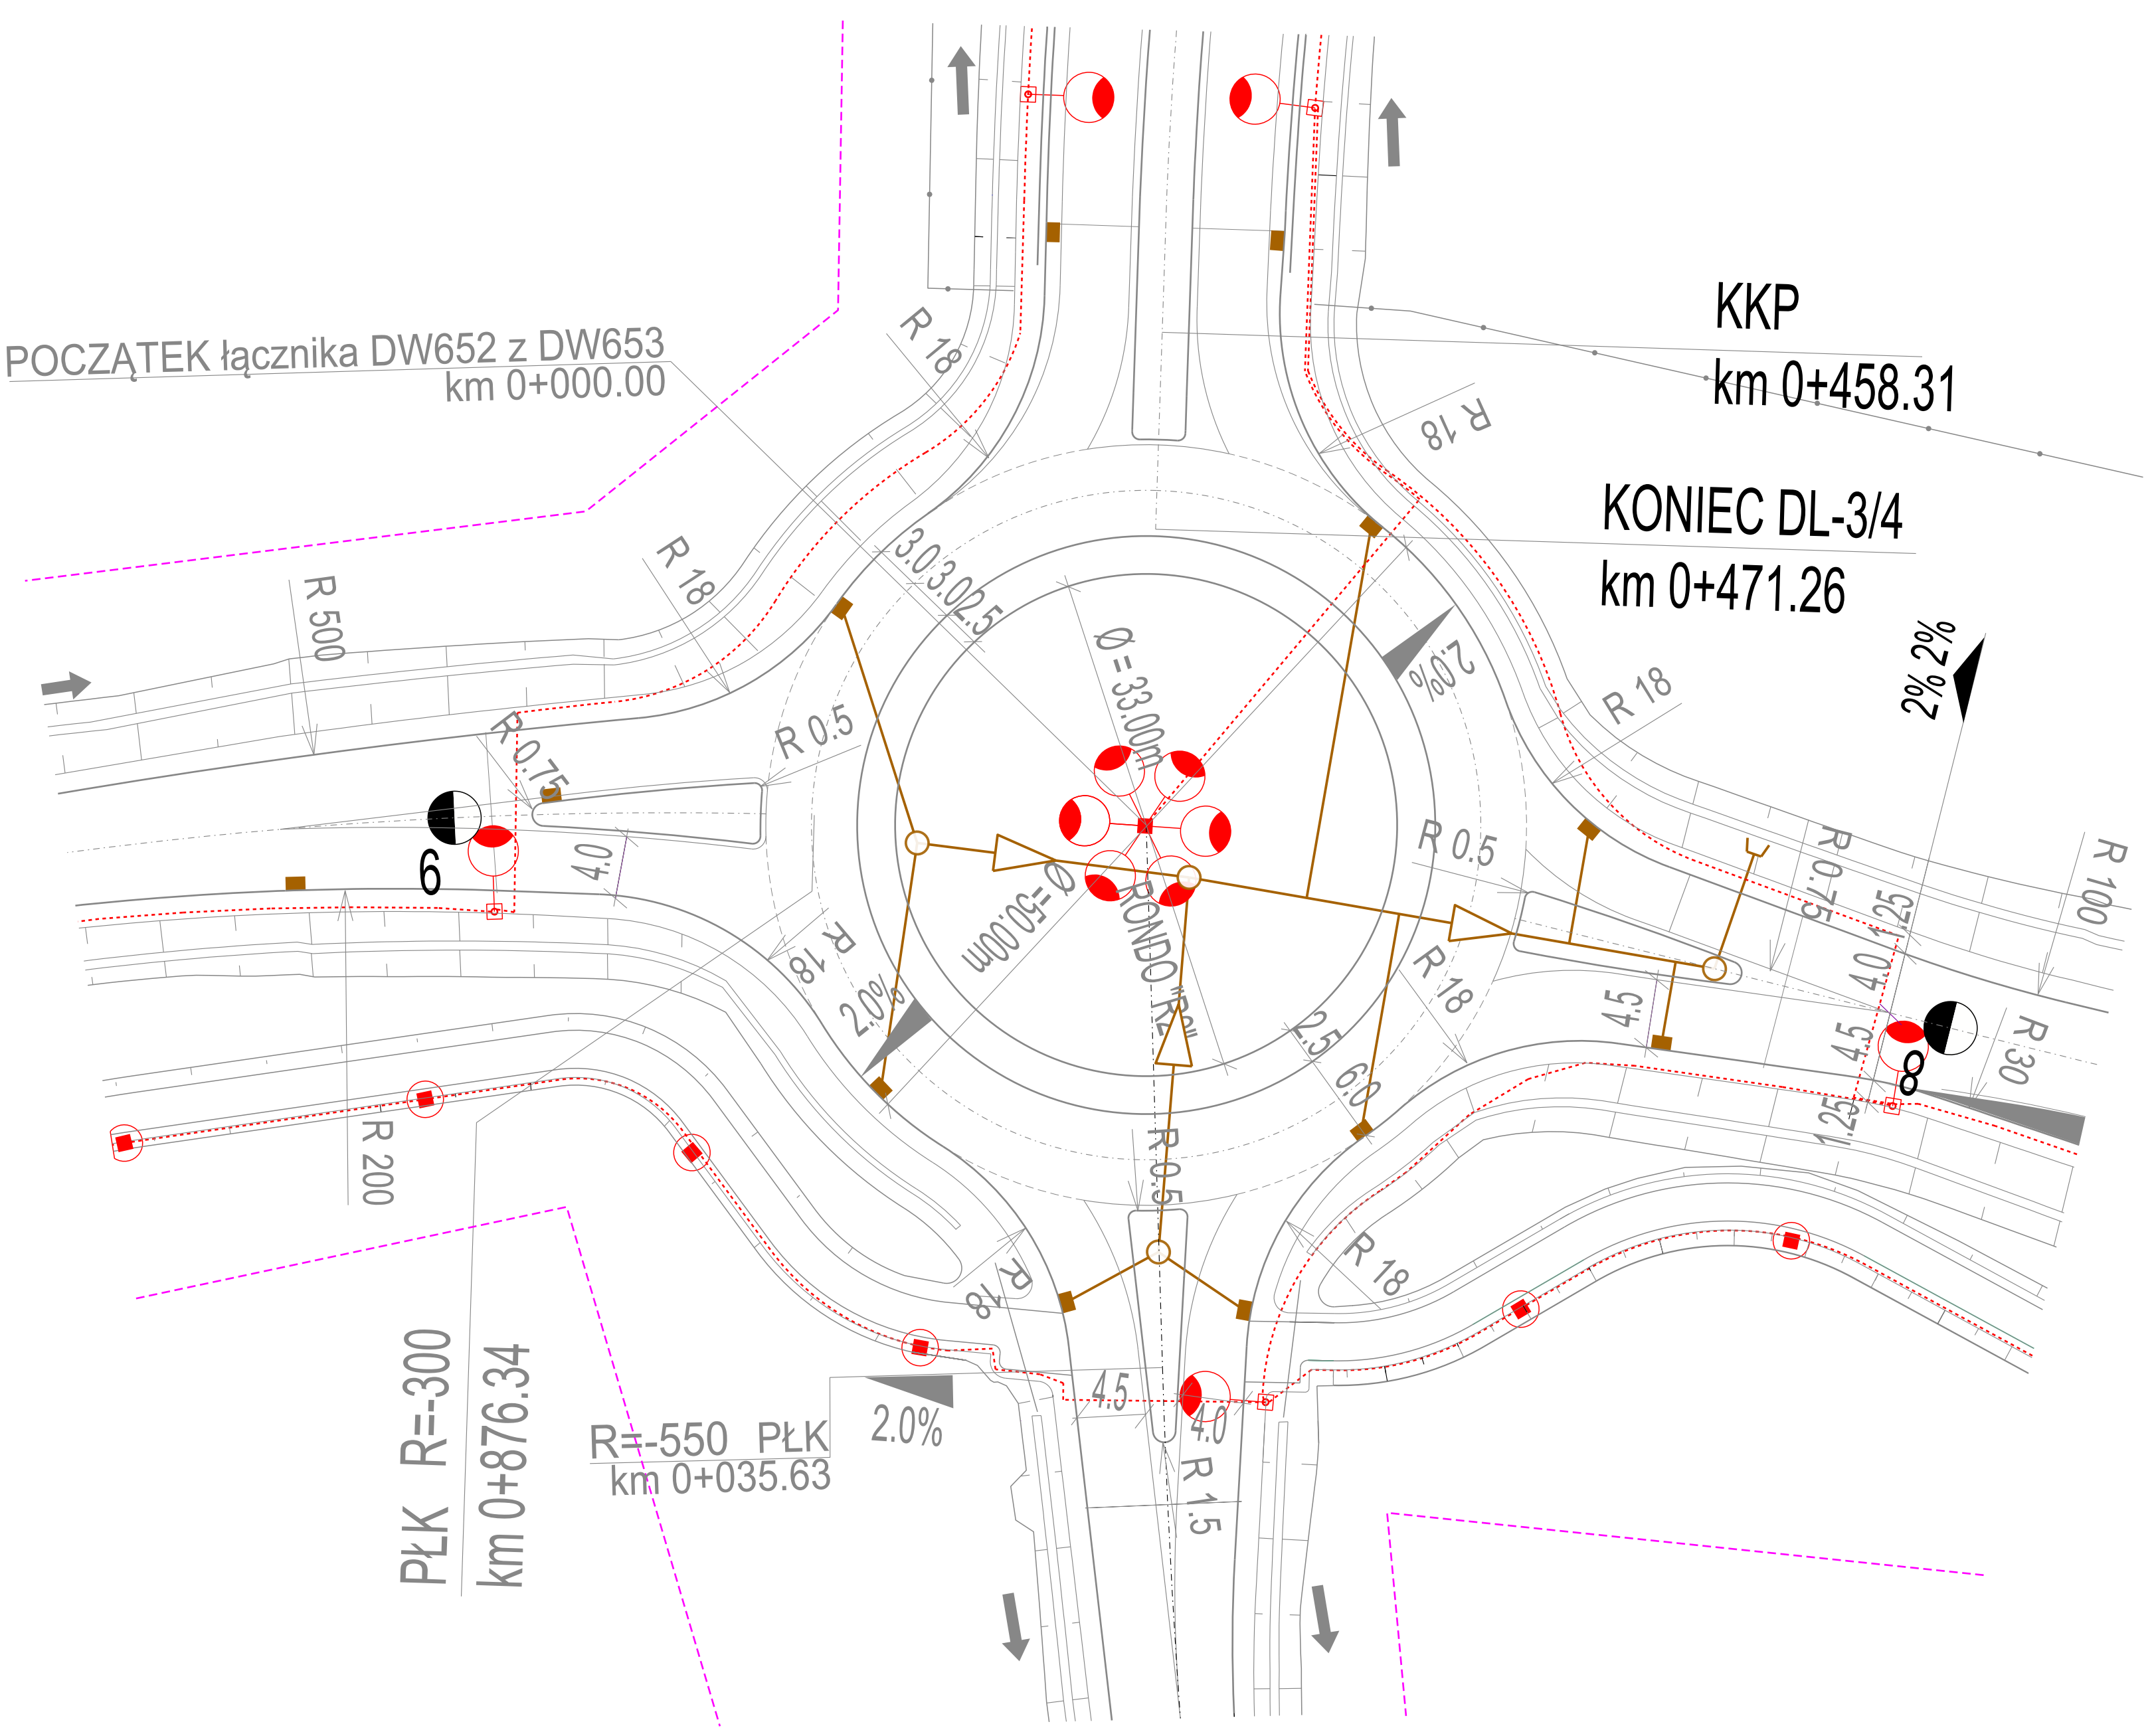 POCZĄTEK łącznika DW652 z DW653
km 0+000.00
KKP
km 0+458.31
KONIEC DL-3/4
km 0+471.26
R 18
R 18
R 18
R 500
3.0
3.0
2.5
Ø = 33.00m
2.0%
2% 2%
R 18
R 0.75
R 0.5
6
4.0
R 0.5
R 0.75
R 100
1.25
4.0
R 18
2.0%
Ø =50.00m
RONDO "R2"
R 18
4.5
4.5
8
R 30
1.25
2.5
6.0
R 200
R 0.5
R 18
R 18
PŁK R=-300
km 0+876.34
R=-550 PŁK
km 0+035.63
2.0%
4.5
4.0
R 1.5